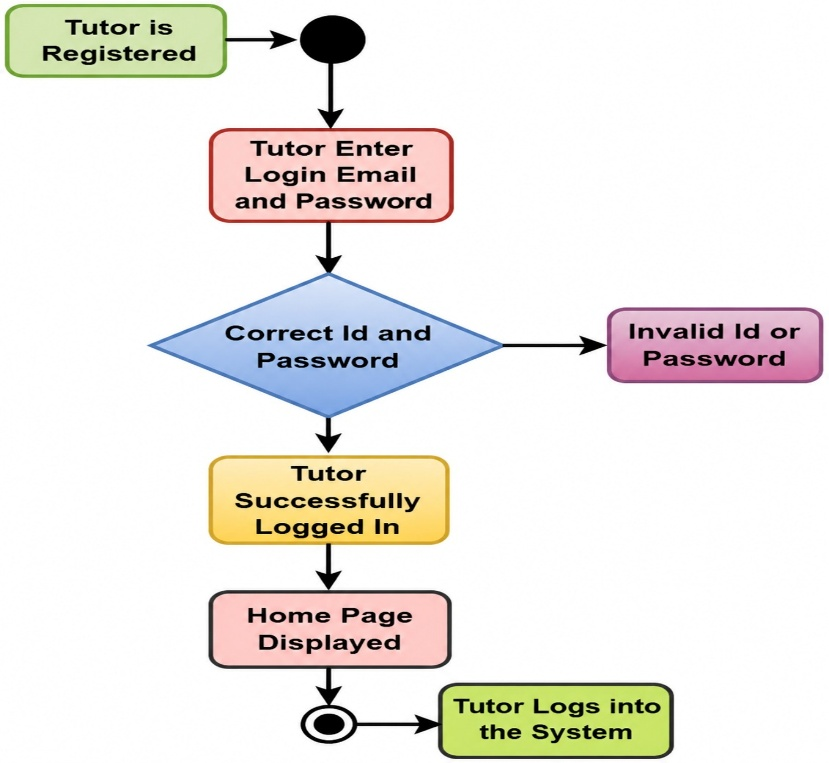 Tutor is
Registered
Tutor Enter
Login Email
and Password
Correct Id and
Password
Invalid Id or
Password
Tutor
Successfully
Logged In
Home Page
Displayed
Tutor Logs into
the System